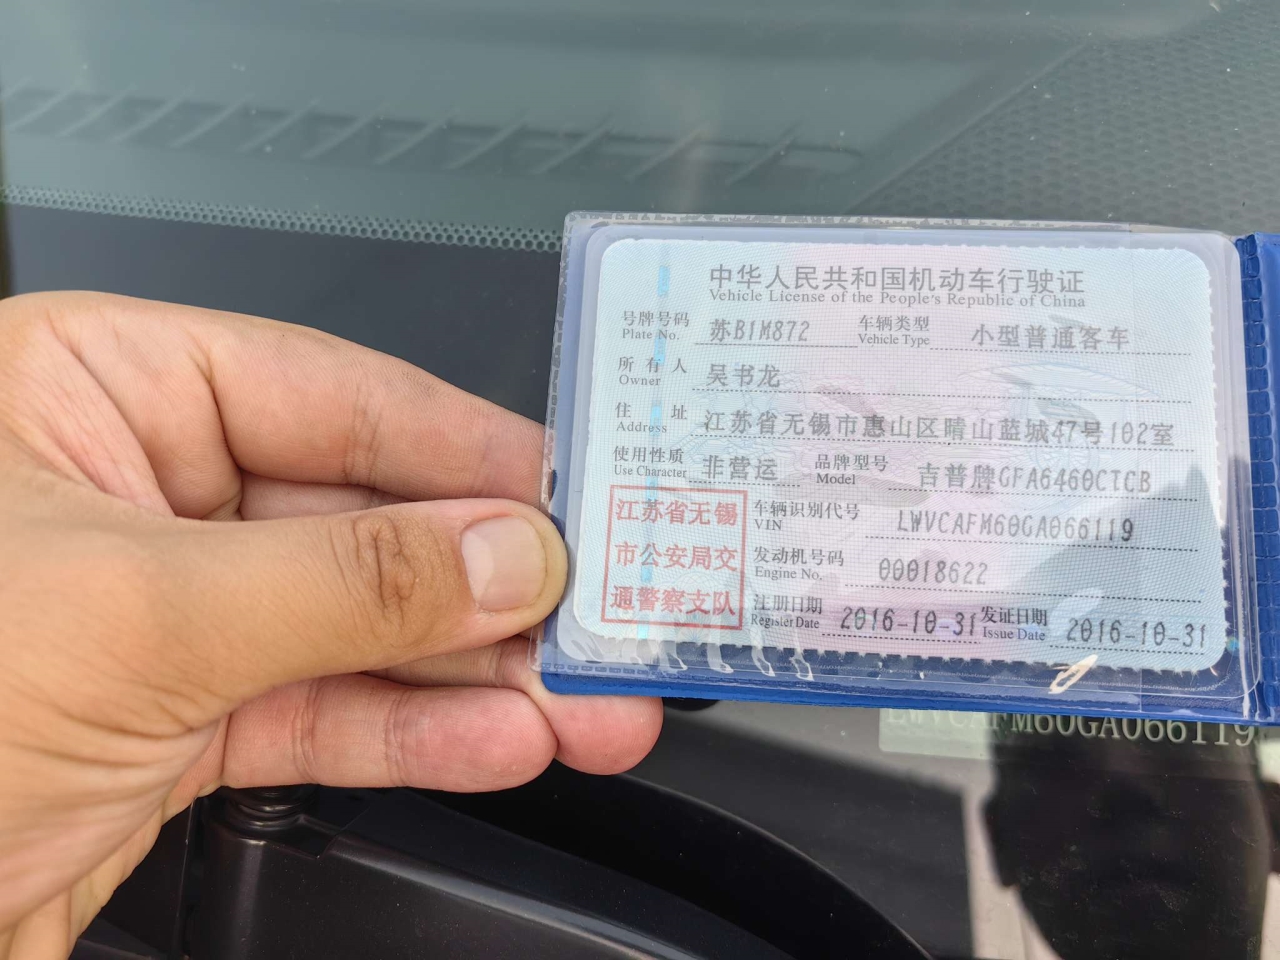 中华人民共和国机动车行驶证
Vehicle License of the People's Republic of China
号牌号码 苏B1M872 车辆类型 小型普通客车
Plate No. Vehicle Type
所有人 吴书龙
Owner
住址 江苏省无锡市惠山区晴山蓝城47号102室
Address
使用性质 非营运 品牌型号 吉普牌GFA6460CTCB
Use Character Model
江苏省无锡
市公安局交
通警察支队
车辆识别代号 LWVCAFM60GA066119
VIN
发动机号码 00018622
Engine No.
注册日期 2016-10-31 发证日期 2016-10-31
Register Date Issue Date
LWVCAFM60GA066119